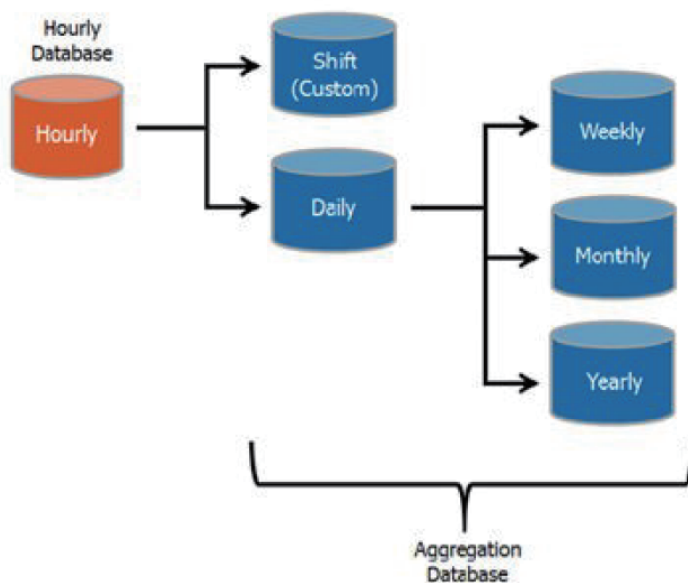 Hourly
Database
Hourly
Shift
(Custom)
Daily
Weekly
Monthly
Yearly
Aggregation
Database